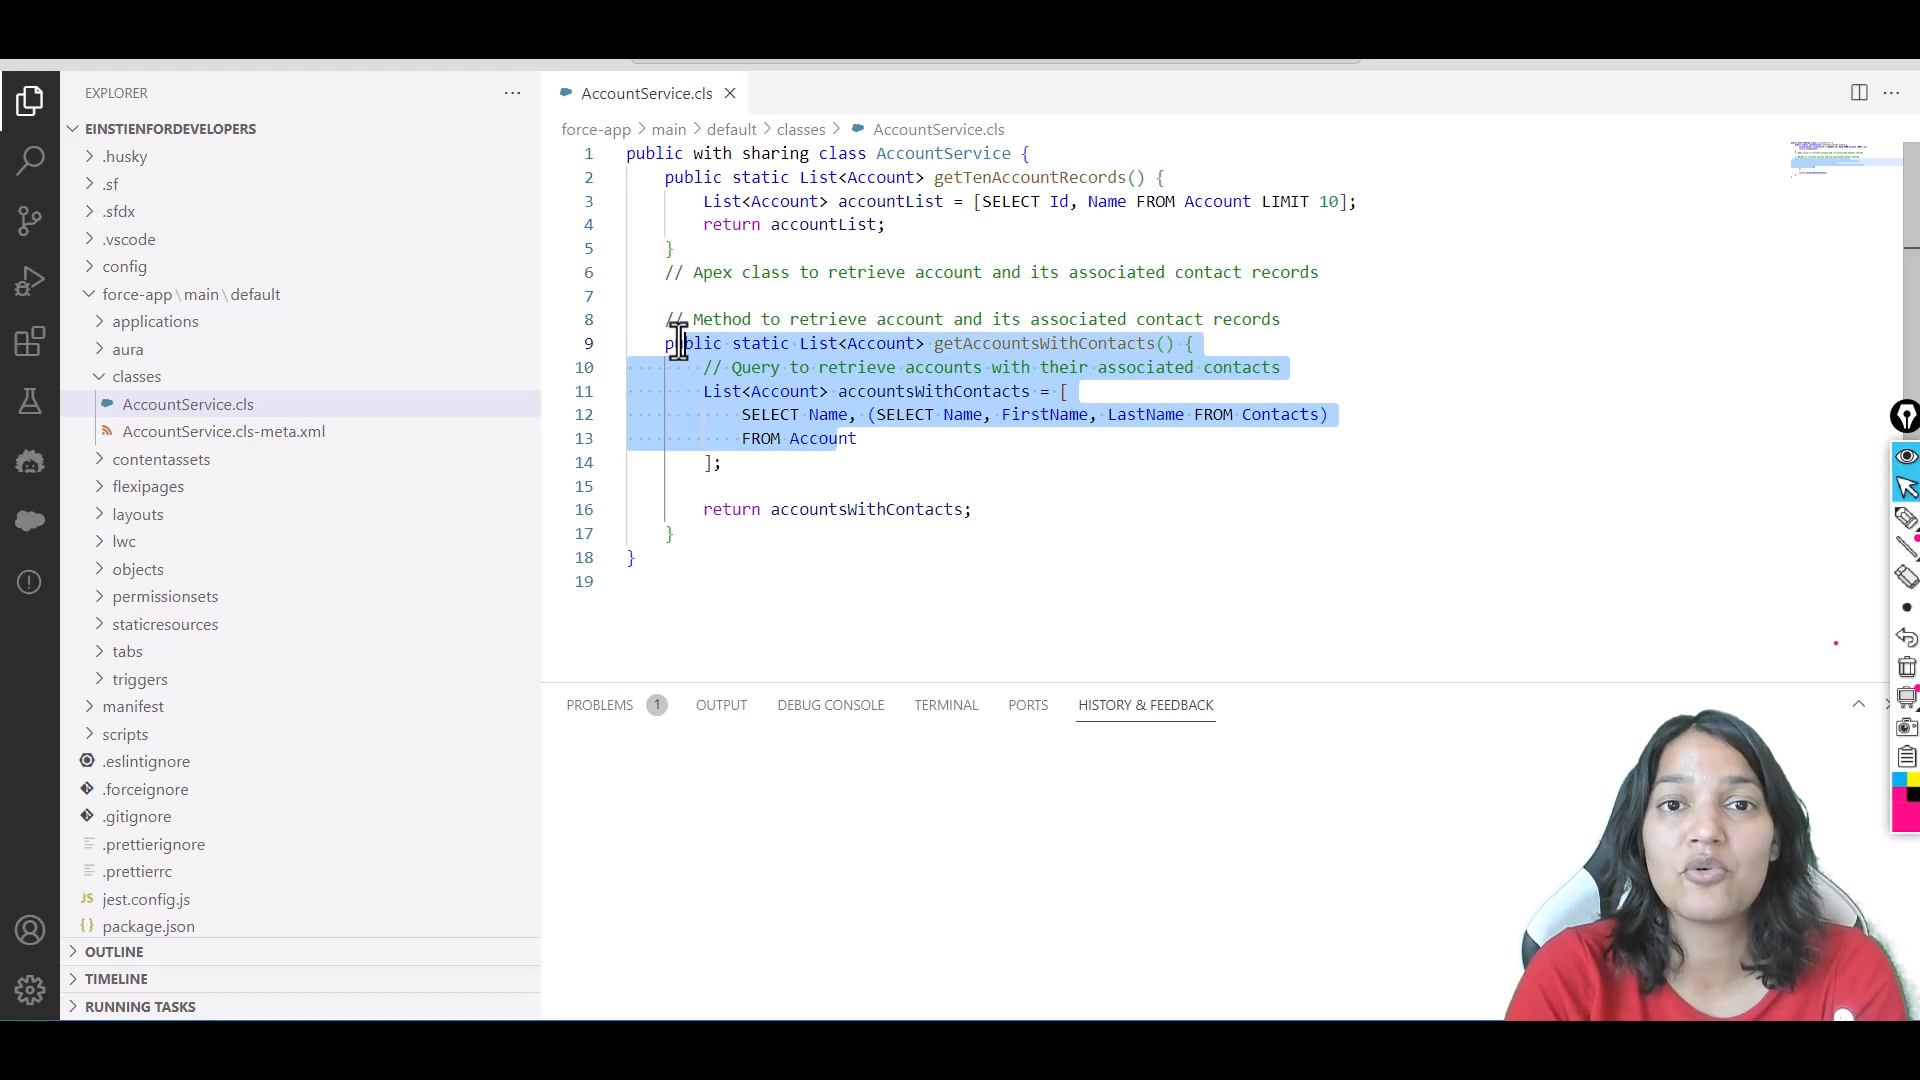 EXPLORER
EINSTIENFORDEVELOPERS
.husky
.sf
.sfdx
.vscode
config
force-app\main\default
applications
aura
classes
AccountService.cls
AccountService.cls-meta.xml
contentassets
flexipages
layouts
lwc
objects
permissionsets
staticresources
tabs
triggers
manifest
scripts
.eslintignore
.forceignore
.gitignore
.prettierignore
.prettierrc
JS jest.config.js
{} package.json
OUTLINE
TIMELINE
RUNNING TASKS
AccountService.cls
force-app > main > default > classes > AccountService.cls
1 public with sharing class AccountService {
2 public static List<Account> getTenAccountRecords() {
3 List<Account> accountList = [SELECT Id, Name FROM Account LIMIT 10];
4 return accountList;
5 }
6 // Apex class to retrieve account and its associated contact records
7
8 // Method to retrieve account and its associated contact records
9 public static List<Account> getAccountsWithContacts() {
10 // Query to retrieve accounts with their associated contacts
11 List<Account> accountsWithContacts = [
12 SELECT Name, (SELECT Name, FirstName, LastName FROM Contacts)
13 FROM Account
14 ];
15
16 return accountsWithContacts;
17 }
18 }
19
PROBLEMS 1 OUTPUT DEBUG CONSOLE TERMINAL PORTS HISTORY & FEEDBACK